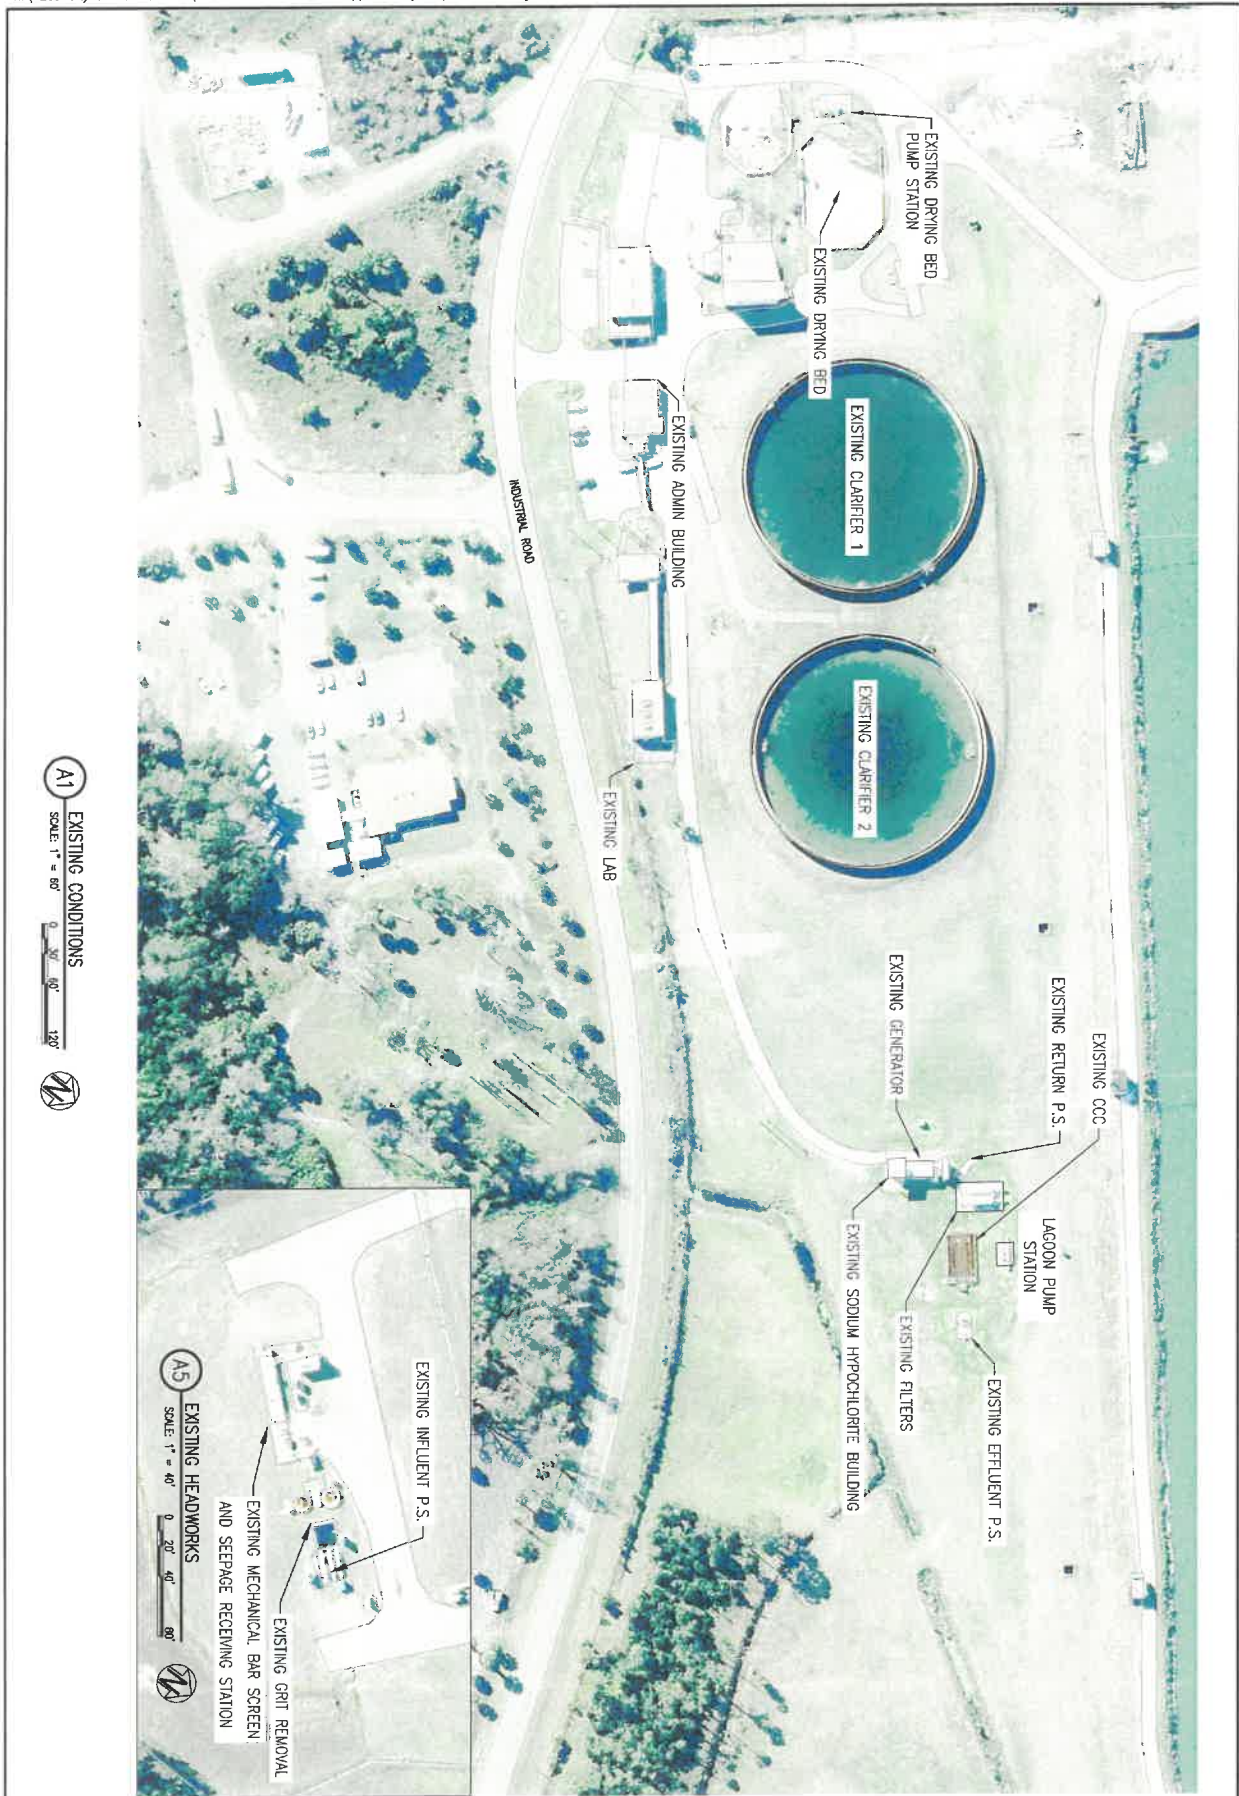 EXISTING DRYING BED
PUMP STATION
EXISTING DRYING BED
EXISTING CLARIFIER 1
EXISTING ADMIN BUILDING
INDUSTRIAL ROAD
EXISTING CLARIFIER 2
EXISTING LAB
EXISTING CCC
EXISTING RETURN P.S.
EXISTING GENERATOR
LAGOON PUMP
STATION
EXISTING EFFLUENT P.S.
EXISTING FILTERS
EXISTING SODIUM HYPOCHLORITE BUILDING
EXISTING INFLUENT P.S.
EXISTING GRIT REMOVAL
EXISTING MECHANICAL BAR SCREEN
AND SEEPAGE RECEIVING STATION
A5
EXISTING HEADWORKS
SCALE: 1" = 40'
0 20' 40' 80'
N
A1
EXISTING CONDITIONS
SCALE: 1" = 60'
0 30' 60' 120'
N